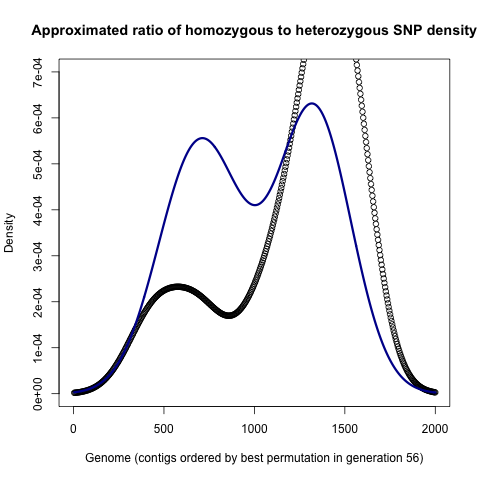 Approximated ratio of homozygous to heterozygous SNP density
7e-04
6e-04
5e-04
4e-04
3e-04
2e-04
1e-04
0e+00
Density
0 500 1000 1500 2000
Genome (contigs ordered by best permutation in generation 56)